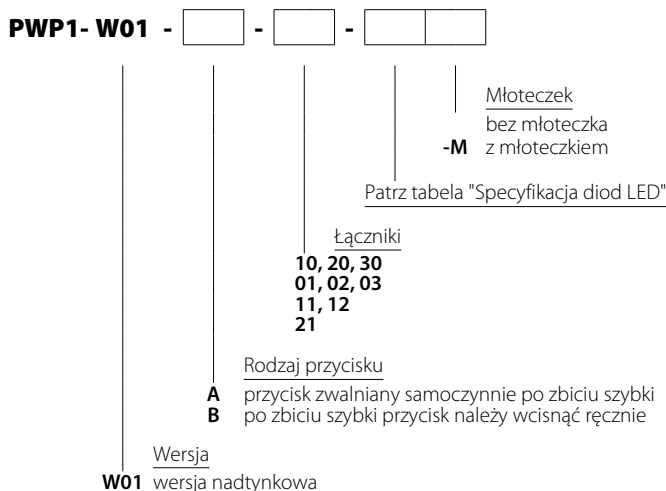 PWP1- W01 - - -
Młoteczek
bez młoteczka
-M z młoteczkiem
Patrz tabela "Specyfikacja diod LED"
Łączniki
10, 20, 30
01, 02, 03
11, 12
21
Rodzaj przycisku
A przycisk zwalniany samoczynnie po zbiciu szybki
B po zbiciu szybki przycisk należy wcisnąć ręcznie
Wersja
W01 wersja nadtynkowa